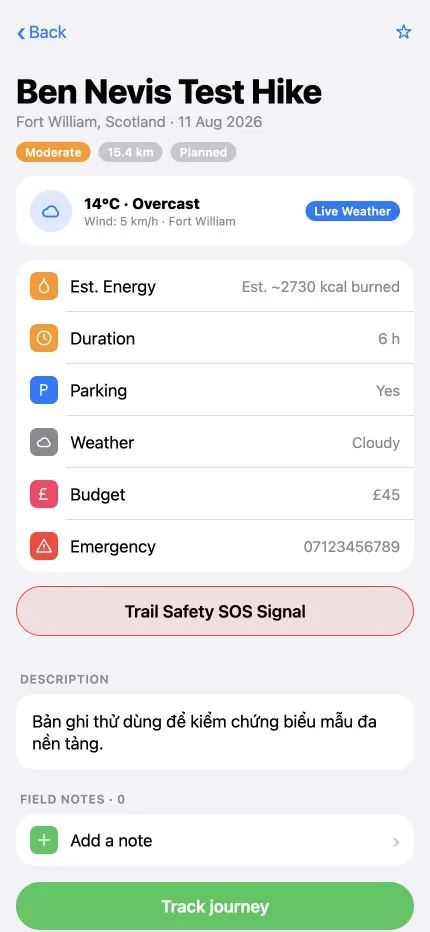 Back
Ben Nevis Test Hike
Fort William, Scotland · 11 Aug 2026
Moderate 15.4 km Planned
14°C · Overcast
Wind: 5 km/h · Fort William
Live Weather
Est. Energy Est. ~2730 kcal burned
Duration 6 h
P Parking Yes
Weather Cloudy
£ Budget £45
Emergency 07123456789
Trail Safety SOS Signal
DESCRIPTION
Bản ghi thử dùng để kiểm chứng biểu mẫu đa
nền tảng.
FIELD NOTES · 0
Add a note
Track journey